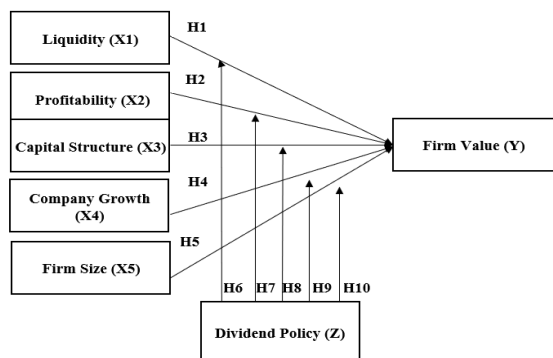 Liquidity (X1)
H1
H2
Profitability (X2)
Capital Structure (X3)
H3
Firm Value (Y)
H4
Company Growth
(X4)
H5
Firm Size (X5)
H6
H7
H8
H9
H10
Dividend Policy (Z)